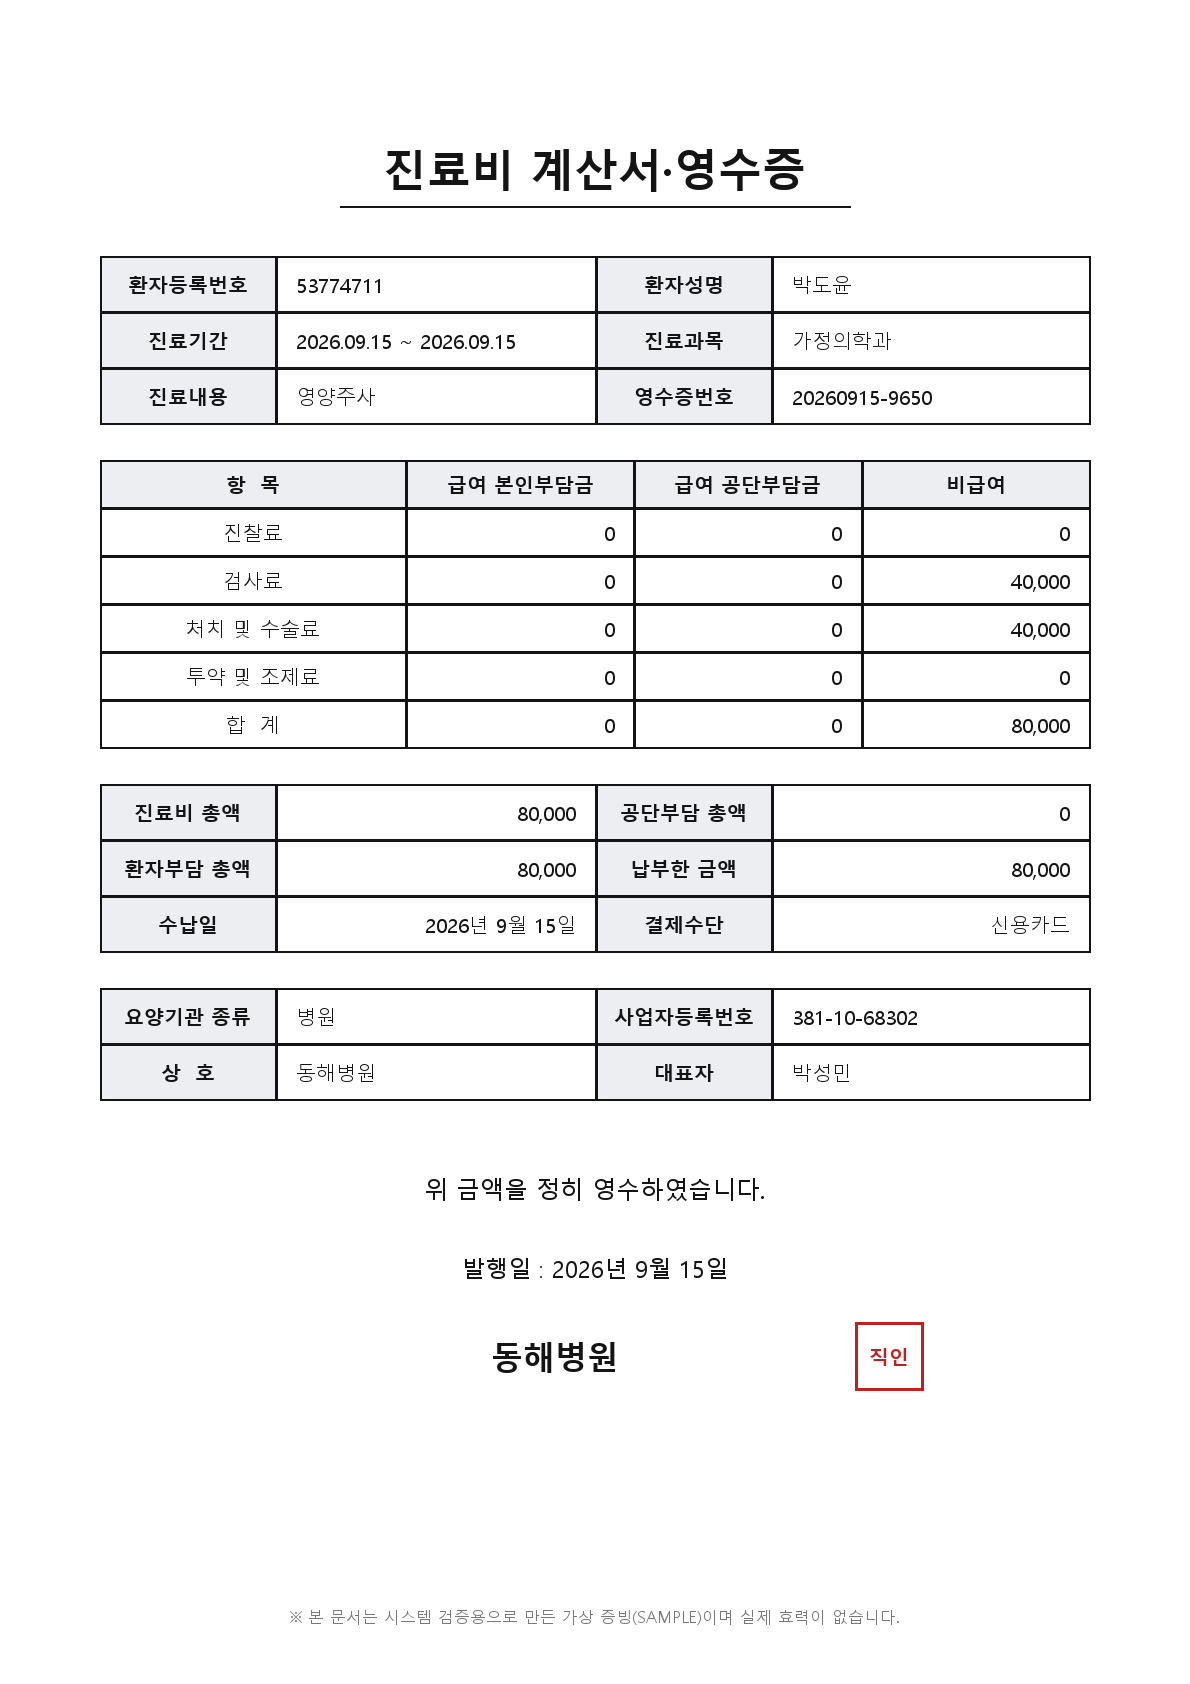 진료비 계산서·영수증
환자등록번호 53774711 환자성명 박도윤
진료기간 2026.09.15 ~ 2026.09.15 진료과목 가정의학과
진료내용 영양주사 영수증번호 20260915-9650
항 목 급여 본인부담금 급여 공단부담금 비급여
진찰료 0 0 0
검사료 0 0 40,000
처치 및 수술료 0 0 40,000
투약 및 조제료 0 0 0
합 계 0 0 80,000
진료비 총액 80,000 공단부담 총액 0
환자부담 총액 80,000 납부한 금액 80,000
수납일 2026년 9월 15일 결제수단 신용카드
요양기관 종류 병원 사업자등록번호 381-10-68302
상 호 동해병원 대표자 박성민
위 금액을 정히 영수하였습니다.
발행일 : 2026년 9월 15일
동해병원 직인
※ 본 문서는 시스템 검증용으로 만든 가상 증빙(SAMPLE)이며 실제 효력이 없습니다.